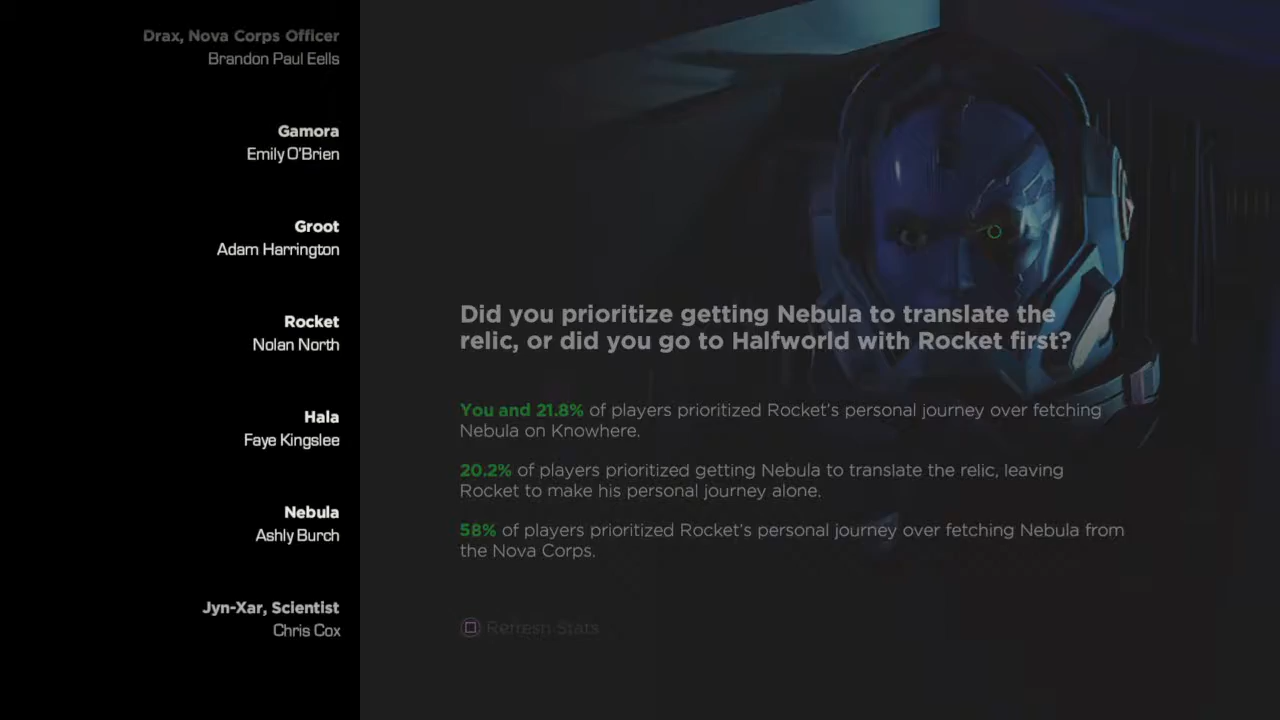 Drax, Nova Corps Officer
Brandon Paul Eells
Gamora
Emily O'Brien
Groot
Adam Harrington
Rocket
Nolan North
Hala
Faye Kingslee
Nebula
Ashly Burch
Jyn-Xar, Scientist
Chris Cox
Did you prioritize getting Nebula to translate the
relic, or did you go to Halfworld with Rocket first?
You and 21.8% of players prioritized Rocket's personal journey over fetching
Nebula on Knowhere.
20.2% of players prioritized getting Nebula to translate the relic, leaving
Rocket to make his personal journey alone.
58% of players prioritized Rocket's personal journey over fetching Nebula from
the Nova Corps.
Refresh Stats